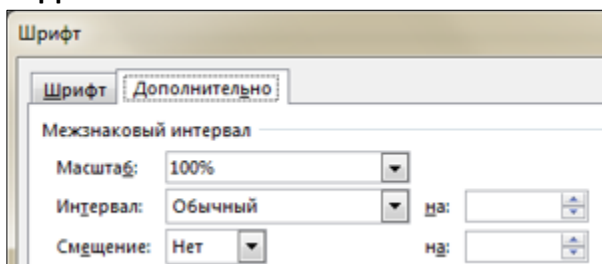 Шрифт
Шрифт Дополнительно
Межзнаковый интервал
Масштаб: 100%
Интервал: Обычный на:
Смещение: Нет на: